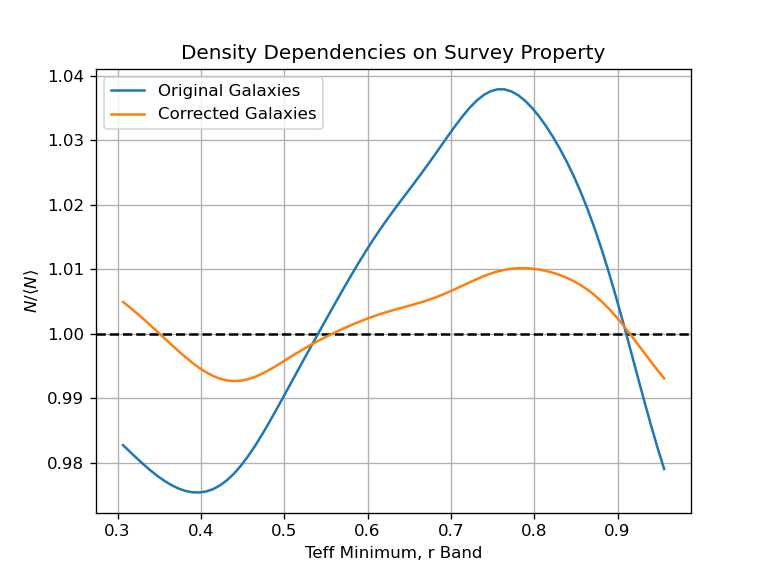 Density Dependencies on Survey Property
Original Galaxies
Corrected Galaxies
N/⟨N⟩
1.04
1.03
1.02
1.01
1.00
0.99
0.98
0.3 0.4 0.5 0.6 0.7 0.8 0.9
Teff Minimum, r Band